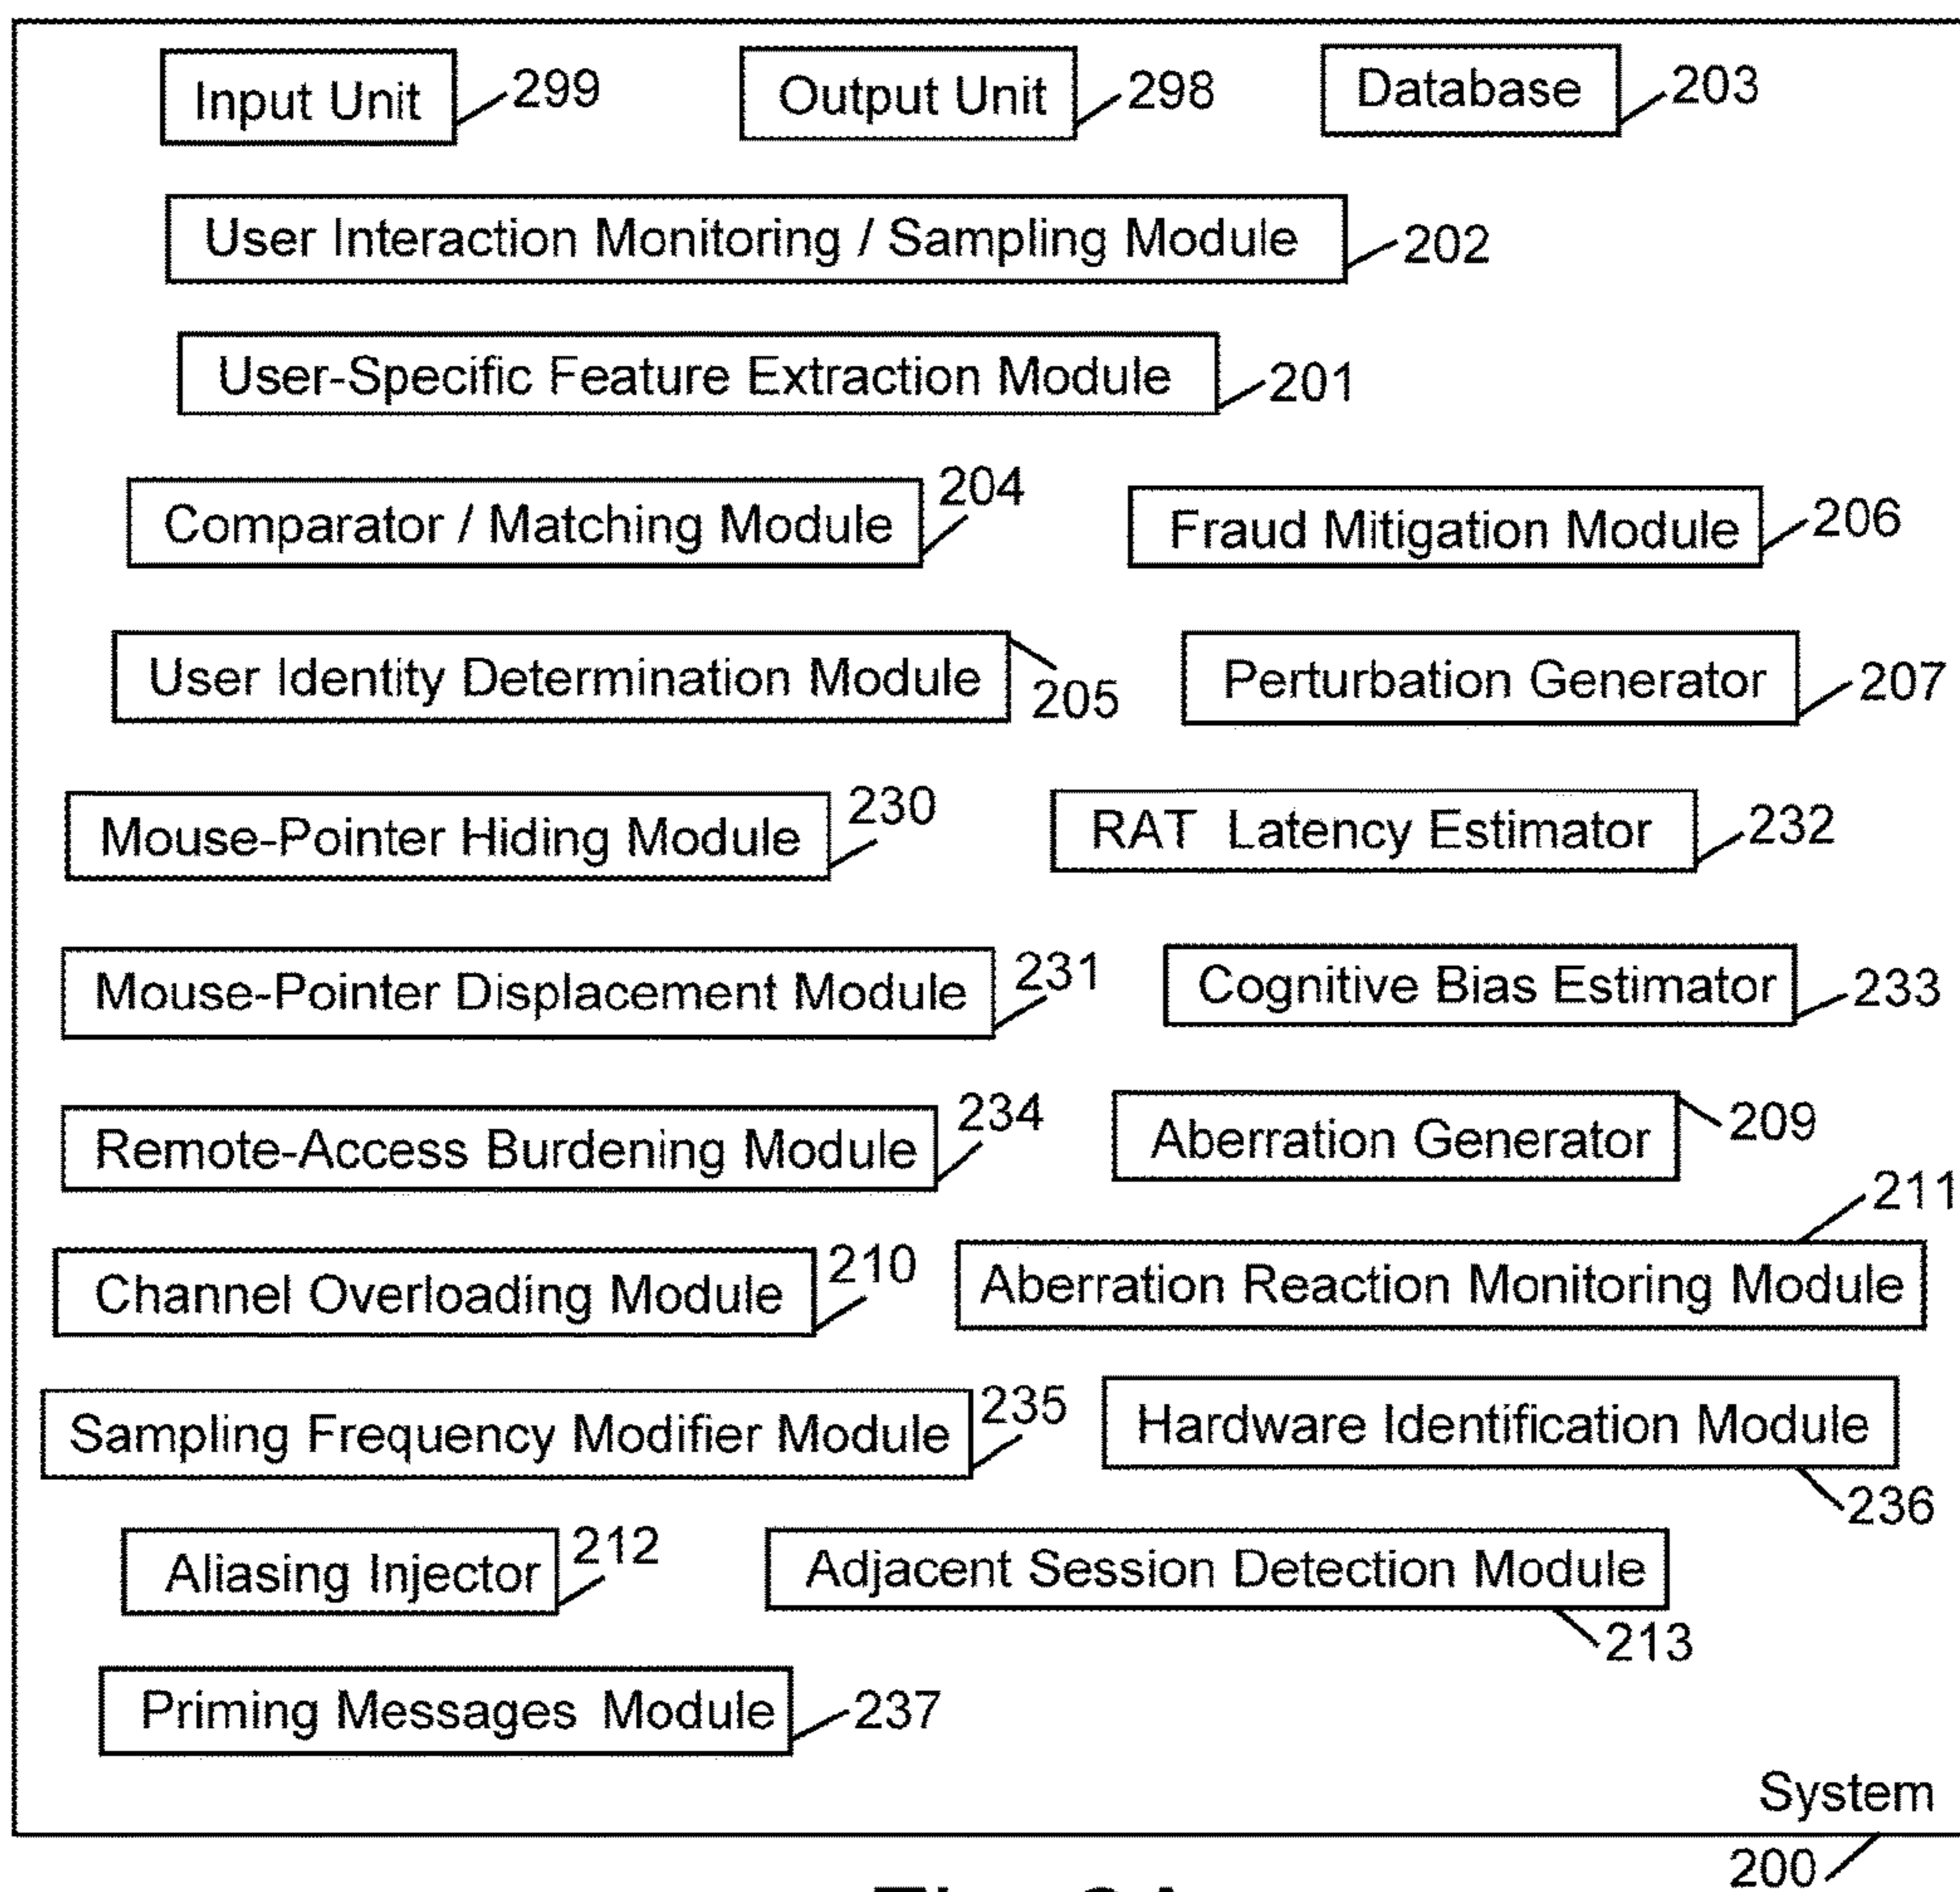 Input Unit 299 Output Unit 298 Database 203
User Interaction Monitoring / Sampling Module 202
User-Specific Feature Extraction Module 201
Comparator / Matching Module 204 Fraud Mitigation Module 206
User Identity Determination Module 205 Perturbation Generator 207
Mouse-Pointer Hiding Module 230 RAT Latency Estimator 232
Mouse-Pointer Displacement Module 231 Cognitive Bias Estimator 233
Remote-Access Burdening Module 234 Aberration Generator 209
Channel Overloading Module 210 Aberration Reaction Monitoring Module 211
Sampling Frequency Modifier Module 235 Hardware Identification Module 236
Aliasing Injector 212 Adjacent Session Detection Module 213
Priming Messages Module 237
System
200